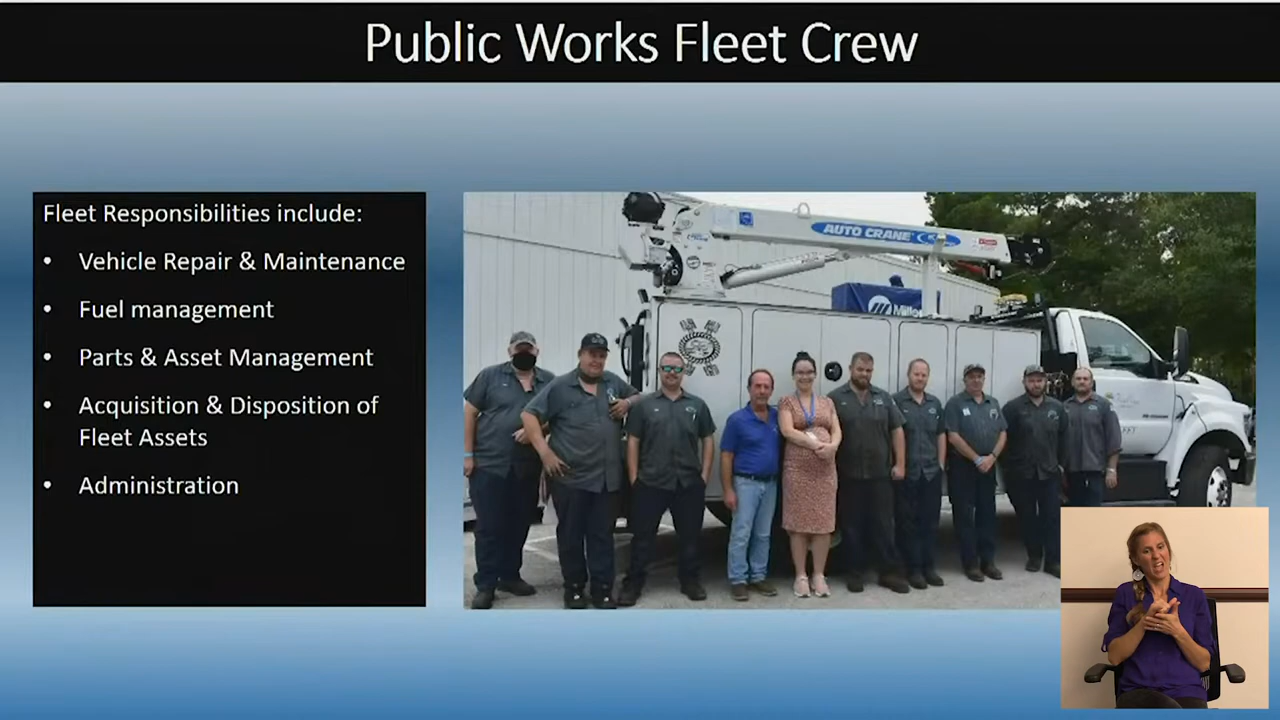 Public Works Fleet Crew
Fleet Responsibilities include:
• Vehicle Repair & Maintenance
• Fuel management
• Parts & Asset Management
• Acquisition & Disposition of
Fleet Assets
• Administration
AUTO CRANE
Miller